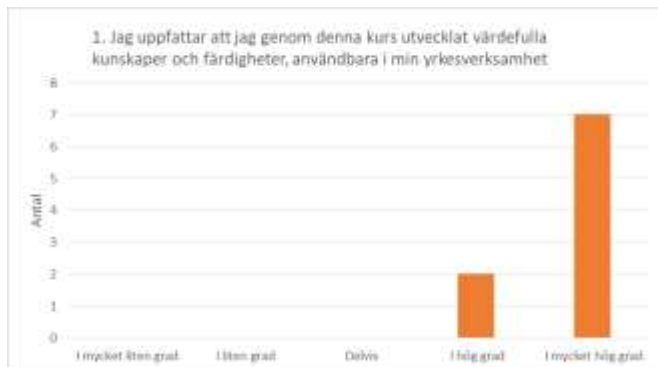 1. Jag uppfattar att jag genom denna kurs utvecklat värdefulla
kunskaper och färdigheter, användbara i min yrkesverksamhet
8
7
6
5
4
3
2
1
0
Antal
I mycket liten grad
I liten grad
Delvis
I hög grad
I mycket hög grad